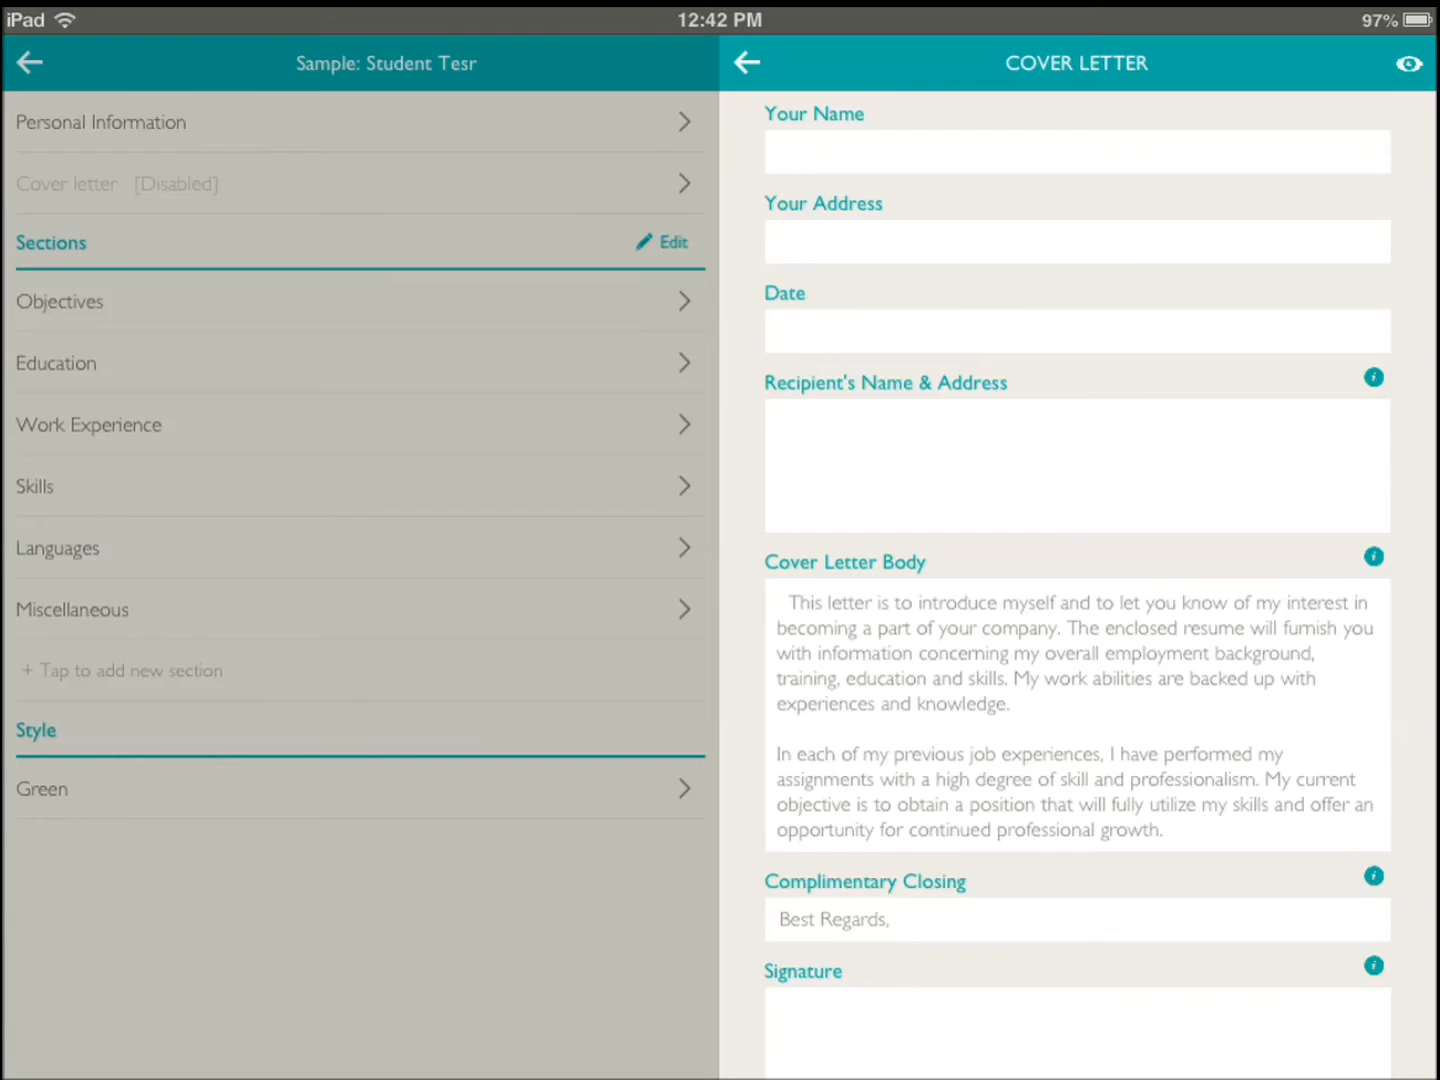 iPad
12:42 PM
97%
Sample: Student Tesr
Personal Information
Cover letter [Disabled]
Sections
Edit
Objectives
Education
Work Experience
Skills
Languages
Miscellaneous
+ Tap to add new section
Style
Green
COVER LETTER
Your Name
Your Address
Date
Recipient's Name & Address
Cover Letter Body
This letter is to introduce myself and to let you know of my interest in
becoming a part of your company. The enclosed resume will furnish you
with information concerning my overall employment background,
training, education and skills. My work abilities are backed up with
experiences and knowledge.
In each of my previous job experiences, I have performed my
assignments with a high degree of skill and professionalism. My current
objective is to obtain a position that will fully utilize my skills and offer an
opportunity for continued professional growth.
Complimentary Closing
Best Regards,
Signature